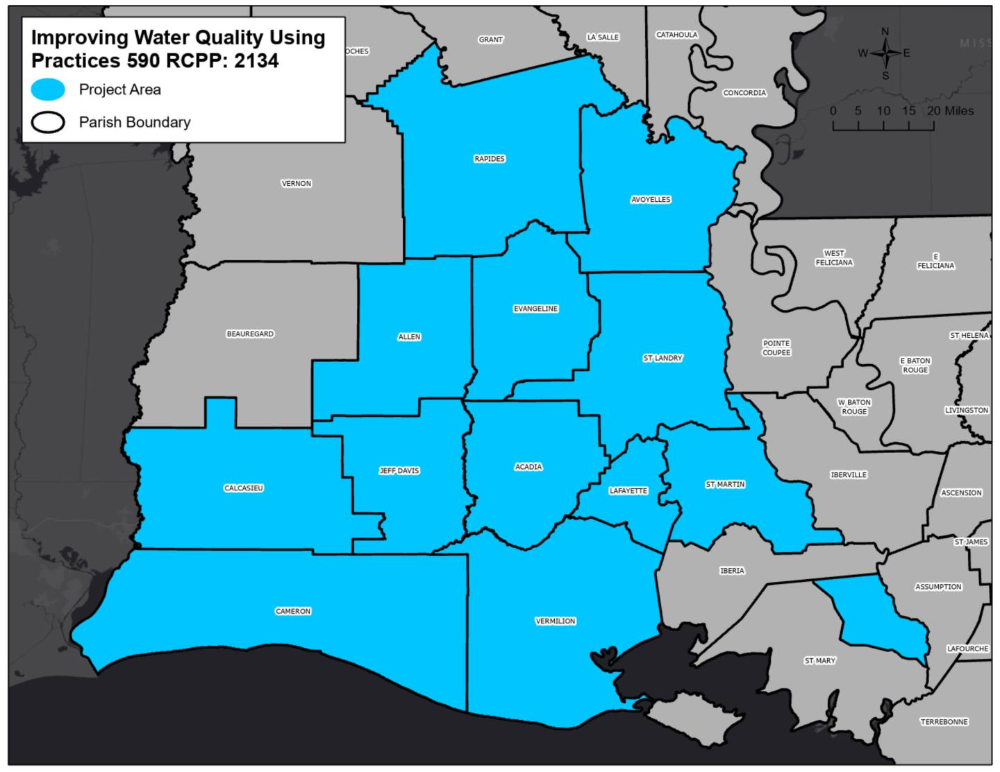 Improving Water Quality Using
Practices 590 RCPP: 2134
Project Area
Parish Boundary
OCHES
GRANT
LA SALLE
CATAHOULA
CONCORDIA
N
W E
S
MISS
0 5 10 15 20 Miles
RAPIDES
VERNON
AVOYELLES
WEST
FELICIANA
E
FELICIANA
EVANGELINE
BEAUREGARD
ALLEN
ST HELENA
POINTE
COUPEE
ST LANDRY
E BATON
ROUGE
W BATON
ROUGE
LIVINGSTON
JEFF DAVIS
ACADIA
IBERVILLE
CALCASIEU
LAFAYETTE
ST MARTIN
ASCENSION
ST JAMES
IBERIA
ASSUMPTION
CAMERON
VERMILION
LAFOURCHE
ST MARY
TERREBONNE